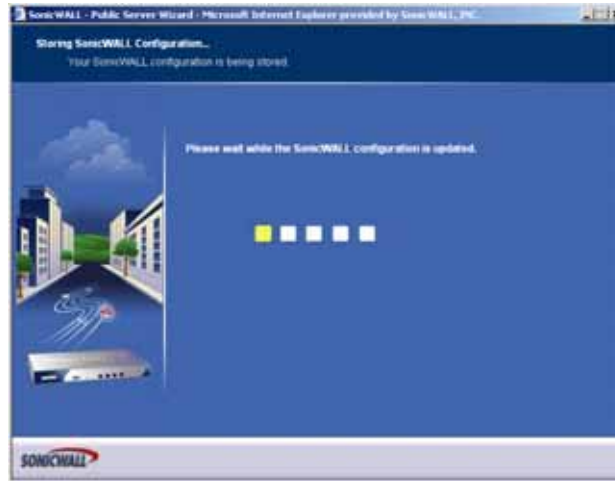 SonicWALL - Public Server Wizard - Microsoft Internet Explorer provided by SonicWALL, INC.
Storing SonicWALL Configuration...
Your SonicWALL configuration is being stored.
Please wait while the SonicWALL configuration is updated.
SONICWALL